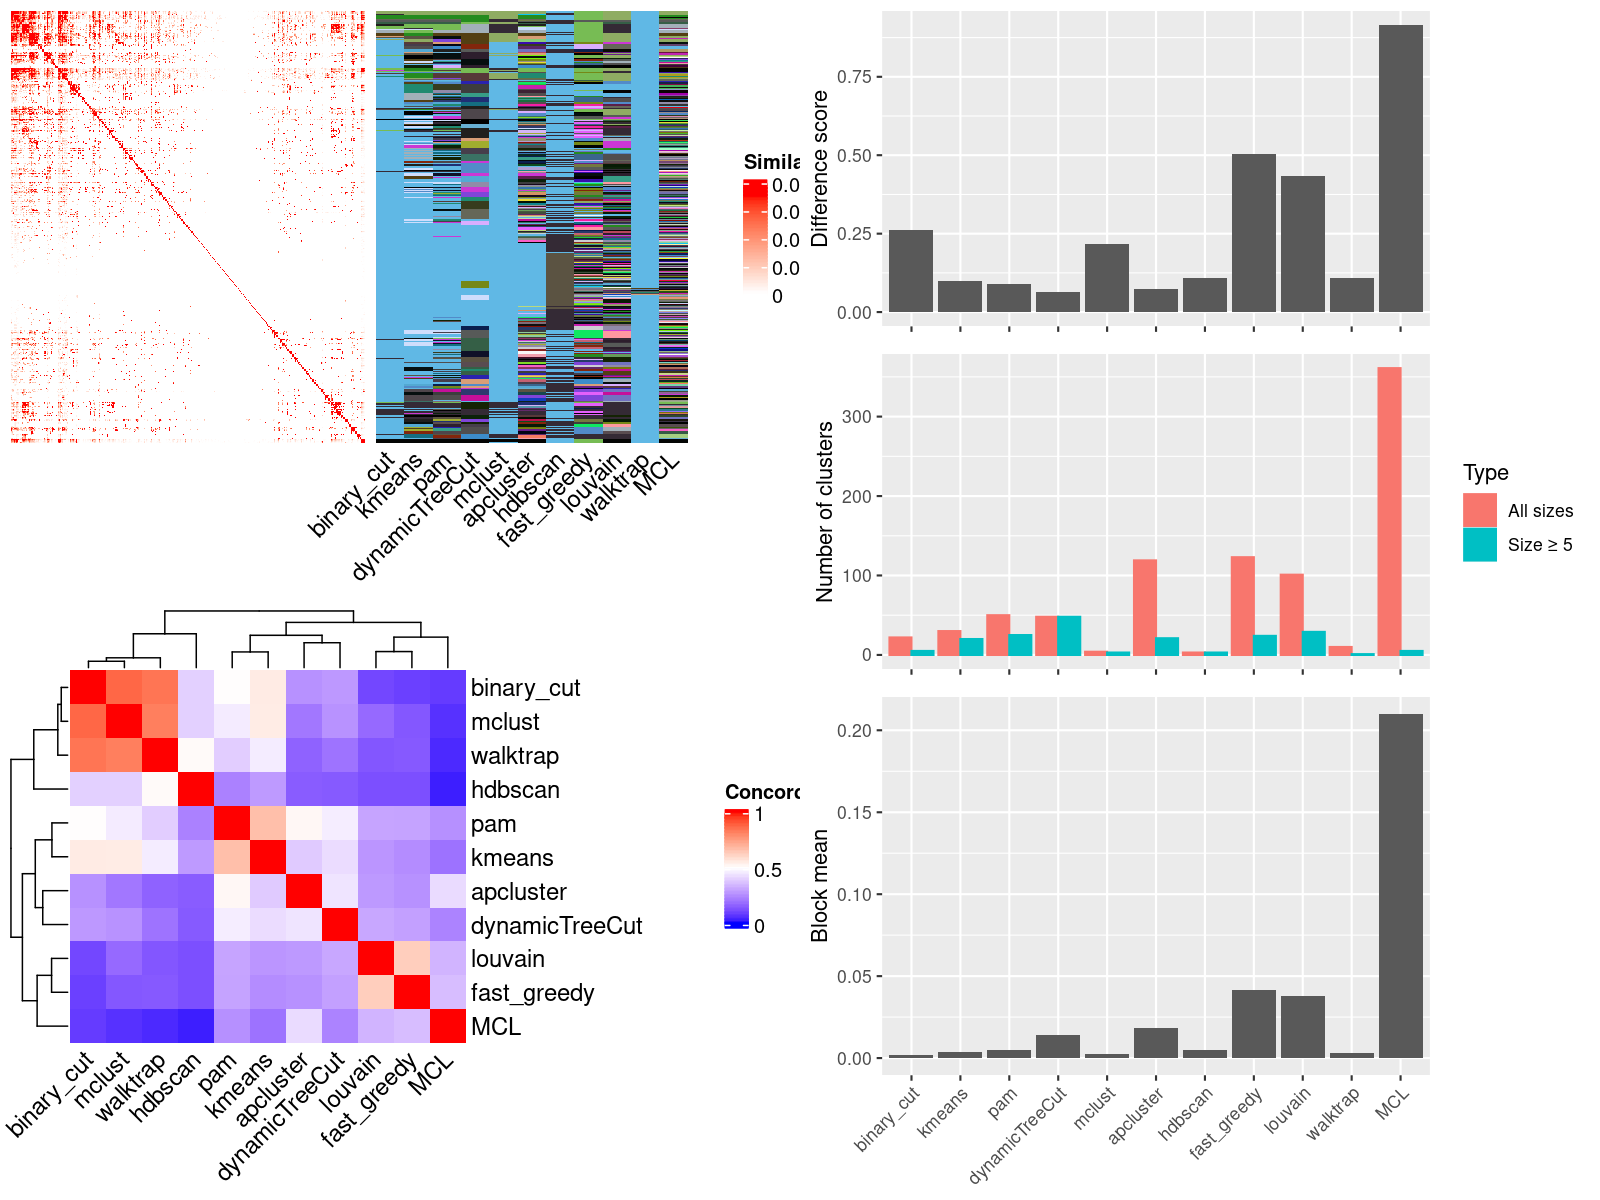 Simila
0.0
0.0
0.0
0.0
0
binary_cut
kmeans
pam
dynamicTreeCut
mclust
apcluster
hdbscan
fast_greedy
louvain
walktrap
MCL
binary_cut
mclust
walktrap
hdbscan
pam
kmeans
apcluster
dynamicTreeCut
louvain
fast_greedy
MCL
binary_cut
mclust
walktrap
hdbscan
pam
kmeans
apcluster
dynamicTreeCut
louvain
fast_greedy
MCL
Concord
1
0.5
0
Difference score
0.75
0.50
0.25
0.00
Number of clusters
300
200
100
0
Type
All sizes
Size ≥ 5
Block mean
0.20
0.15
0.10
0.05
0.00
binary_cut
kmeans
pam
dynamicTreeCut
mclust
apcluster
hdbscan
fast_greedy
louvain
walktrap
MCL